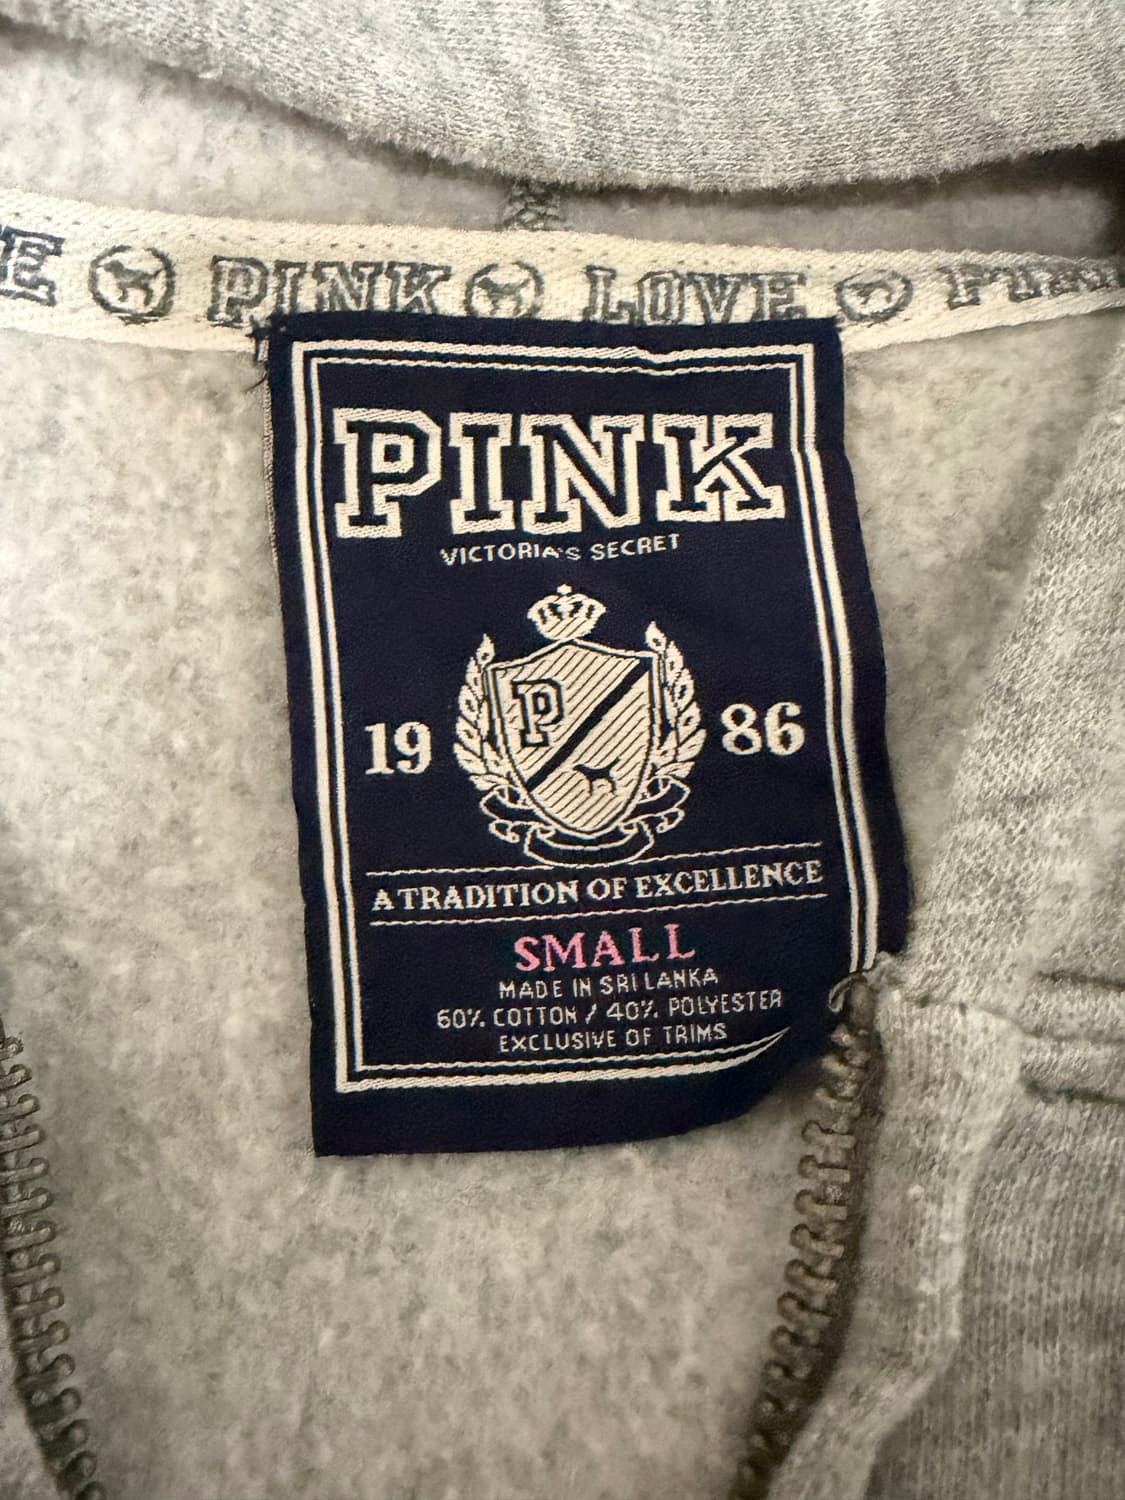 E PINK LOVE PINK
PINK
VICTORIA'S SECRET
P
19 86
A TRADITION OF EXCELLENCE
SMALL
MADE IN SRI LANKA
60% COTTON / 40% POLYESTER
EXCLUSIVE OF TRIMS